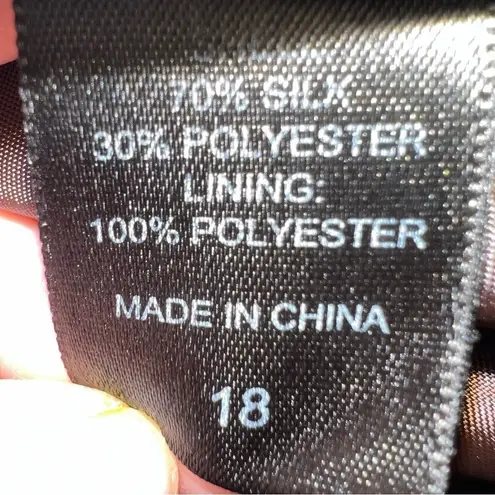 70% SILK
30% POLYESTER
LINING:
100% POLYESTER
MADE IN CHINA
18